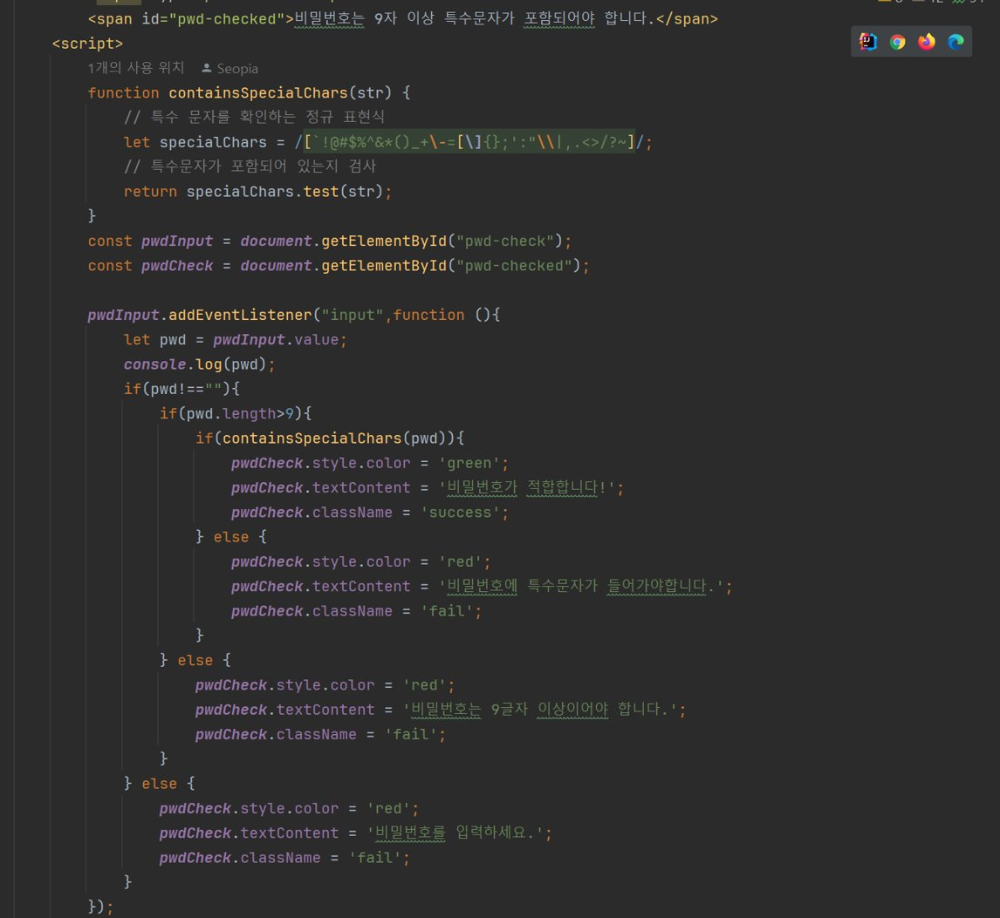 <span id="pwd-checked">비밀번호는 9자 이상 특수문자가 포함되어야 합니다.</span>
<script>
1개의 사용 위치 Seopia
function containsSpecialChars(str) {
// 특수 문자를 확인하는 정규 표현식
let specialChars = /[`!@#$%^&*()_+\-=[\]{};':"\\|,.<>/?~]/;
// 특수문자가 포함되어 있는지 검사
return specialChars.test(str);
}
const pwdInput = document.getElementById("pwd-check");
const pwdCheck = document.getElementById("pwd-checked");
pwdInput.addEventListener("input",function (){
let pwd = pwdInput.value;
console.log(pwd);
if(pwd!==""){
if(pwd.length>9){
if(containsSpecialChars(pwd)){
pwdCheck.style.color = 'green';
pwdCheck.textContent = '비밀번호가 적합합니다!';
pwdCheck.className = 'success';
} else {
pwdCheck.style.color = 'red';
pwdCheck.textContent = '비밀번호에 특수문자가 들어가야합니다.';
pwdCheck.className = 'fail';
}
} else {
pwdCheck.style.color = 'red';
pwdCheck.textContent = '비밀번호는 9글자 이상이어야 합니다.';
pwdCheck.className = 'fail';
}
} else {
pwdCheck.style.color = 'red';
pwdCheck.textContent = '비밀번호를 입력하세요.';
pwdCheck.className = 'fail';
}
});